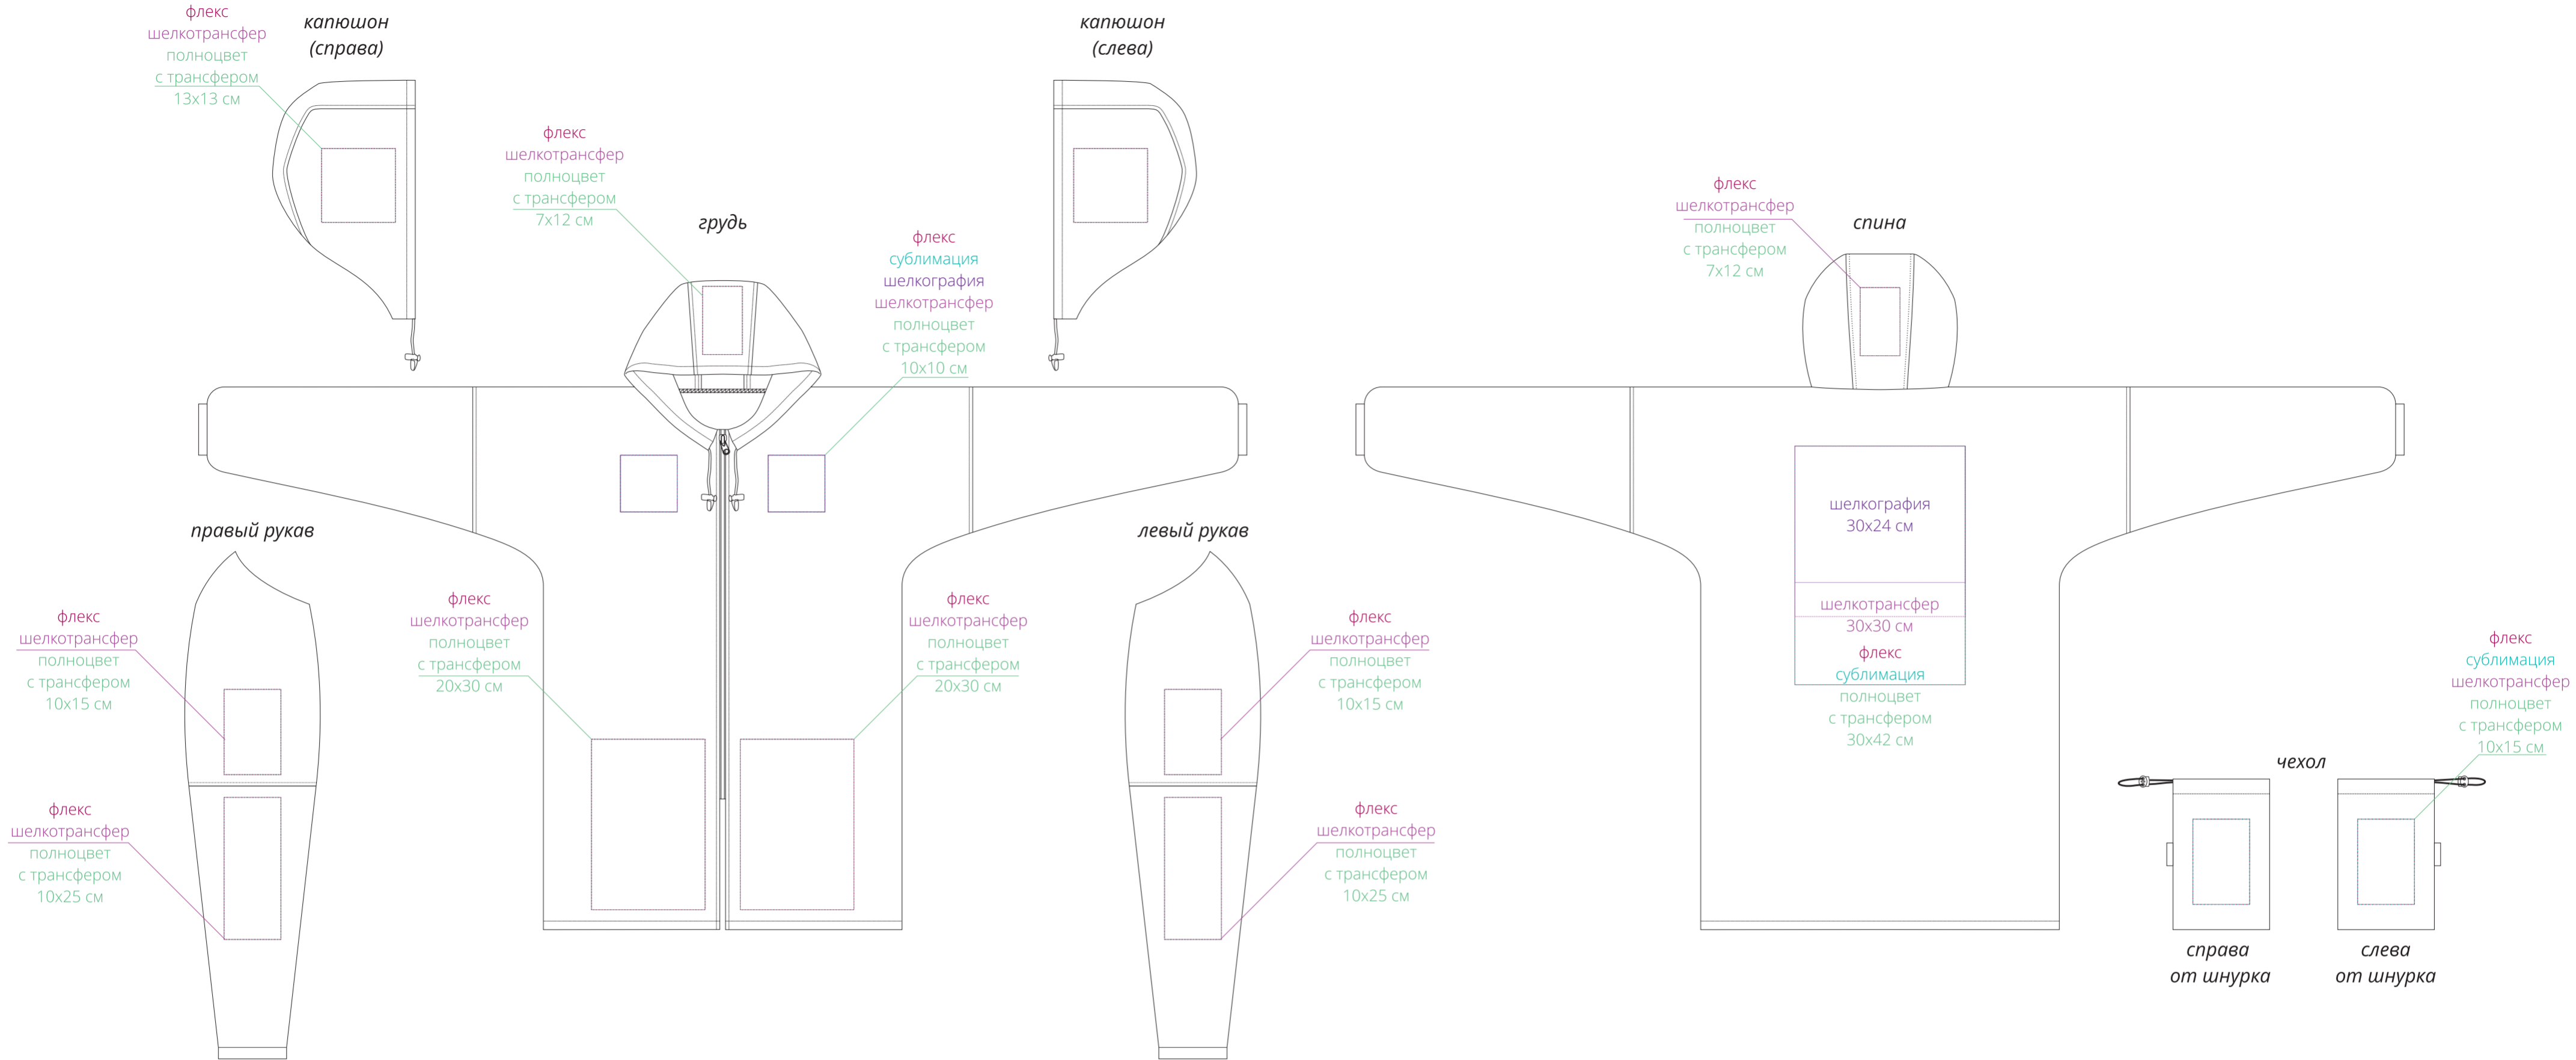 флекс
шелкотрансфер
полноцвет
с трансфером
13х13 см
капюшон
(справа)
капюшон
(слева)
флекс
шелкотрансфер
полноцвет
с трансфером
7х12 см
грудь
флекс
сублимация
шелкография
шелкотрансфер
полноцвет
с трансфером
10х10 см
флекс
шелкотрансфер
полноцвет
с трансфером
7х12 см
спина
правый рукав
флекс
шелкотрансфер
полноцвет
с трансфером
10х15 см
флекс
шелкотрансфер
полноцвет
с трансфером
10х25 см
флекс
шелкотрансфер
полноцвет
с трансфером
20х30 см
флекс
шелкотрансфер
полноцвет
с трансфером
20х30 см
левый рукав
флекс
шелкотрансфер
полноцвет
с трансфером
10х15 см
флекс
шелкотрансфер
полноцвет
с трансфером
10х25 см
шелкография
30х24 см
шелкотрансфер
30х30 см
флекс
сублимация
полноцвет
с трансфером
30х42 см
флекс
сублимация
шелкотрансфер
полноцвет
с трансфером
10х15 см
чехол
справа
от шнурка
слева
от шнурка